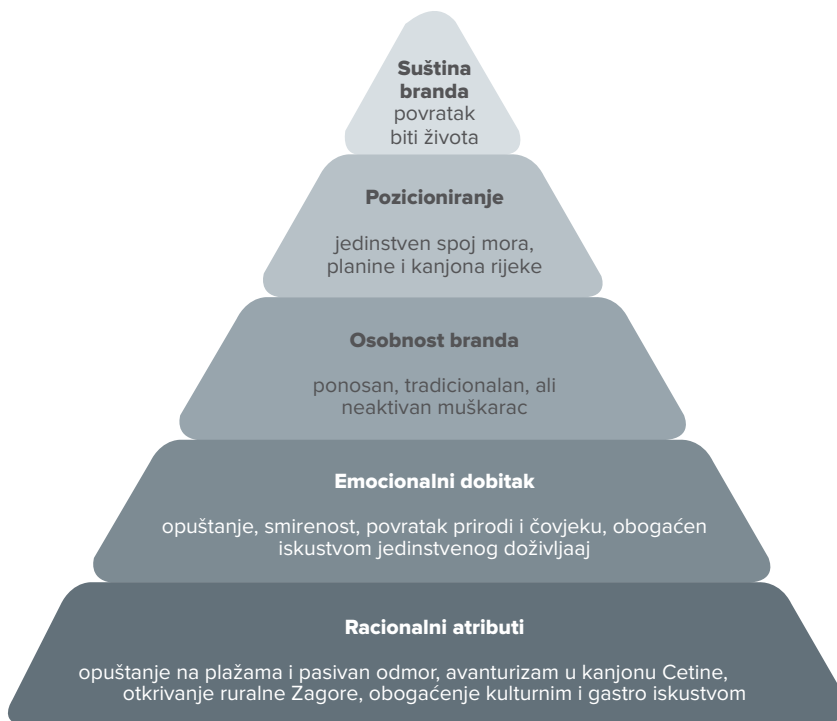 Suština
branda
povratak
biti života
Pozicioniranje
jedinstven spoj mora,
planine i kanjona rijeke
Osobnost branda
ponosan, tradicionalan, ali
neaktivan muškarac
Emocionalni dobitak
opuštanje, smirenost, povratak prirodi i čovjeku, obogaćen
iskustvom jedinstvenog doživljaaj
Racionalni atributi
opuštanje na plažama i pasivan odmor, avanturizam u kanjonu Cetine,
otkrivanje ruralne Zagore, obogaćenje kulturnim i gastro iskustvom